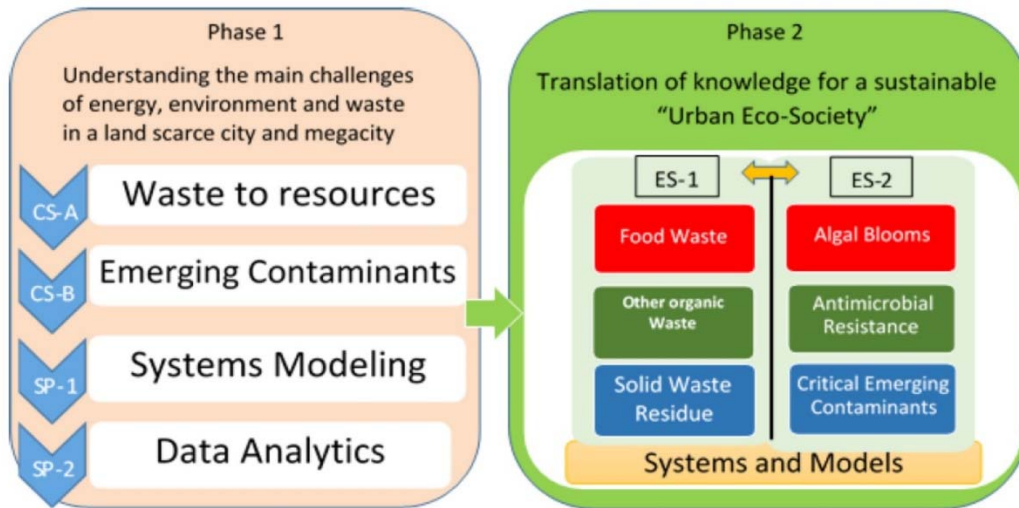 Phase 1
Understanding the main challenges
of energy, environment and waste
in a land scarce city and megacity
CS-A
Waste to resources
CS-B
Emerging Contaminants
SP-1
Systems Modeling
SP-2
Data Analytics
Phase 2
Translation of knowledge for a sustainable
“Urban Eco-Society”
ES-1
ES-2
Food Waste
Algal Blooms
Other organic
Waste
Antimicrobial
Resistance
Solid Waste
Residue
Critical Emerging
Contaminants
Systems and Models